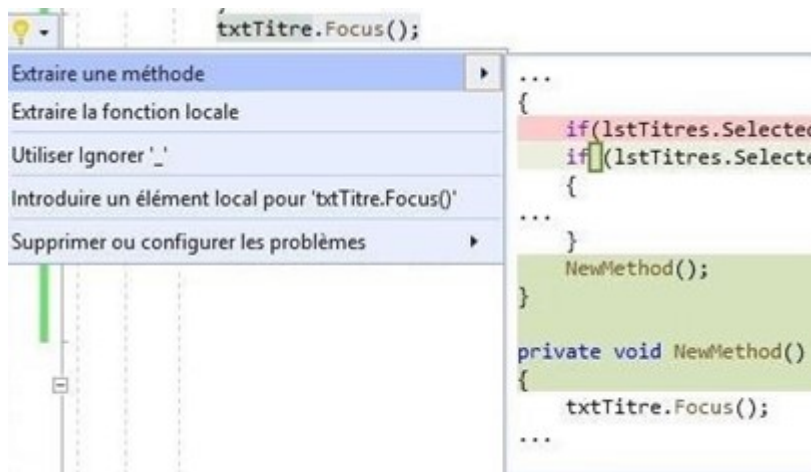 txtTitre.Focus();
Extraire une méthode
Extraire la fonction locale
Utiliser Ignorer '_'
Introduire un élément local pour 'txtTitre.Focus()'
Supprimer ou configurer les problèmes
...
{
if(lstTitres.Selected
if (lstTitres.Selecte
{
...
}
NewMethod();
}
private void NewMethod()
{
txtTitre.Focus();
...